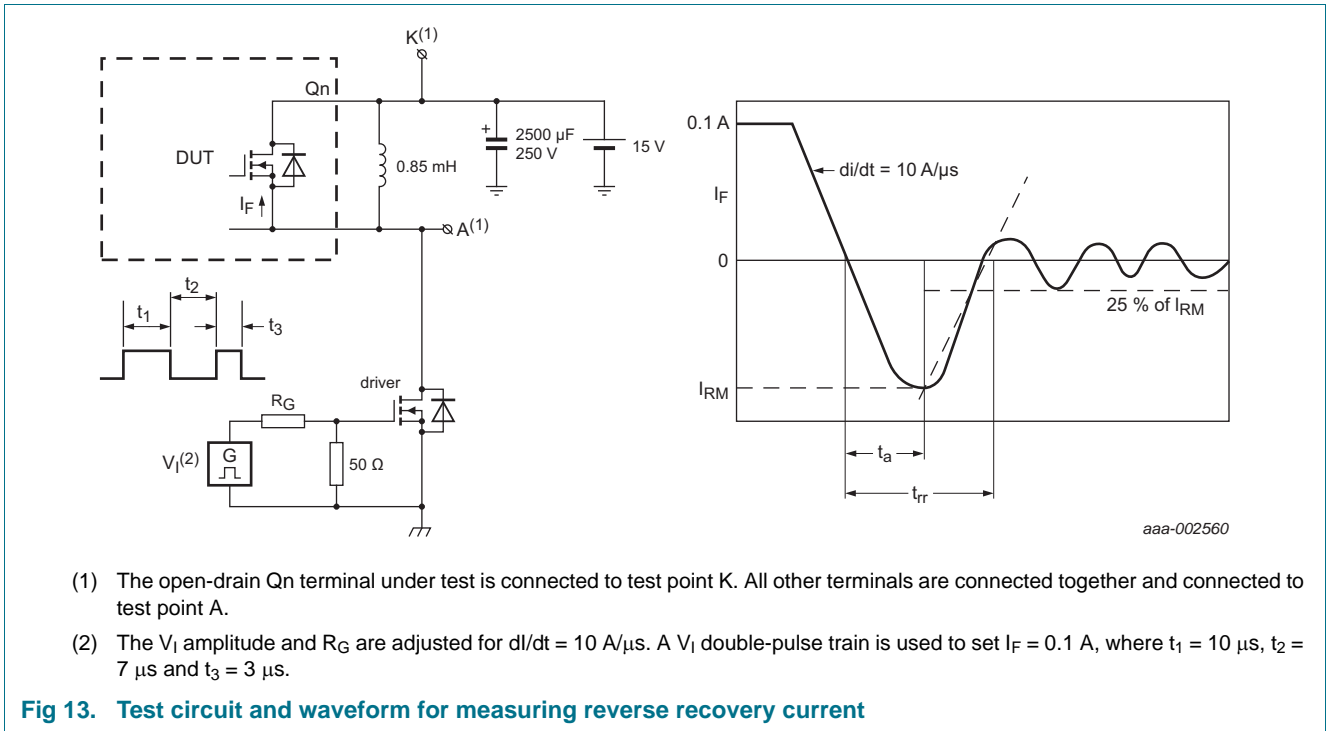 K(1)
Qn
DUT
IF
0.85 mH
+
2500 µF
250 V
15 V
A(1)
t1
t2
t3
driver
RG
VI(2)
G
50 Ω
0.1 A
di/dt = 10 A/µs
IF
0
25 % of IRM
IRM
ta
trr
aaa-002560
(1) The open-drain Qn terminal under test is connected to test point K. All other terminals are connected together and connected to
test point A.
(2) The VI amplitude and RG are adjusted for dI/dt = 10 A/μs. A VI double-pulse train is used to set IF = 0.1 A, where t1 = 10 μs, t2 =
7 μs and t3 = 3 μs.
Fig 13. Test circuit and waveform for measuring reverse recovery current